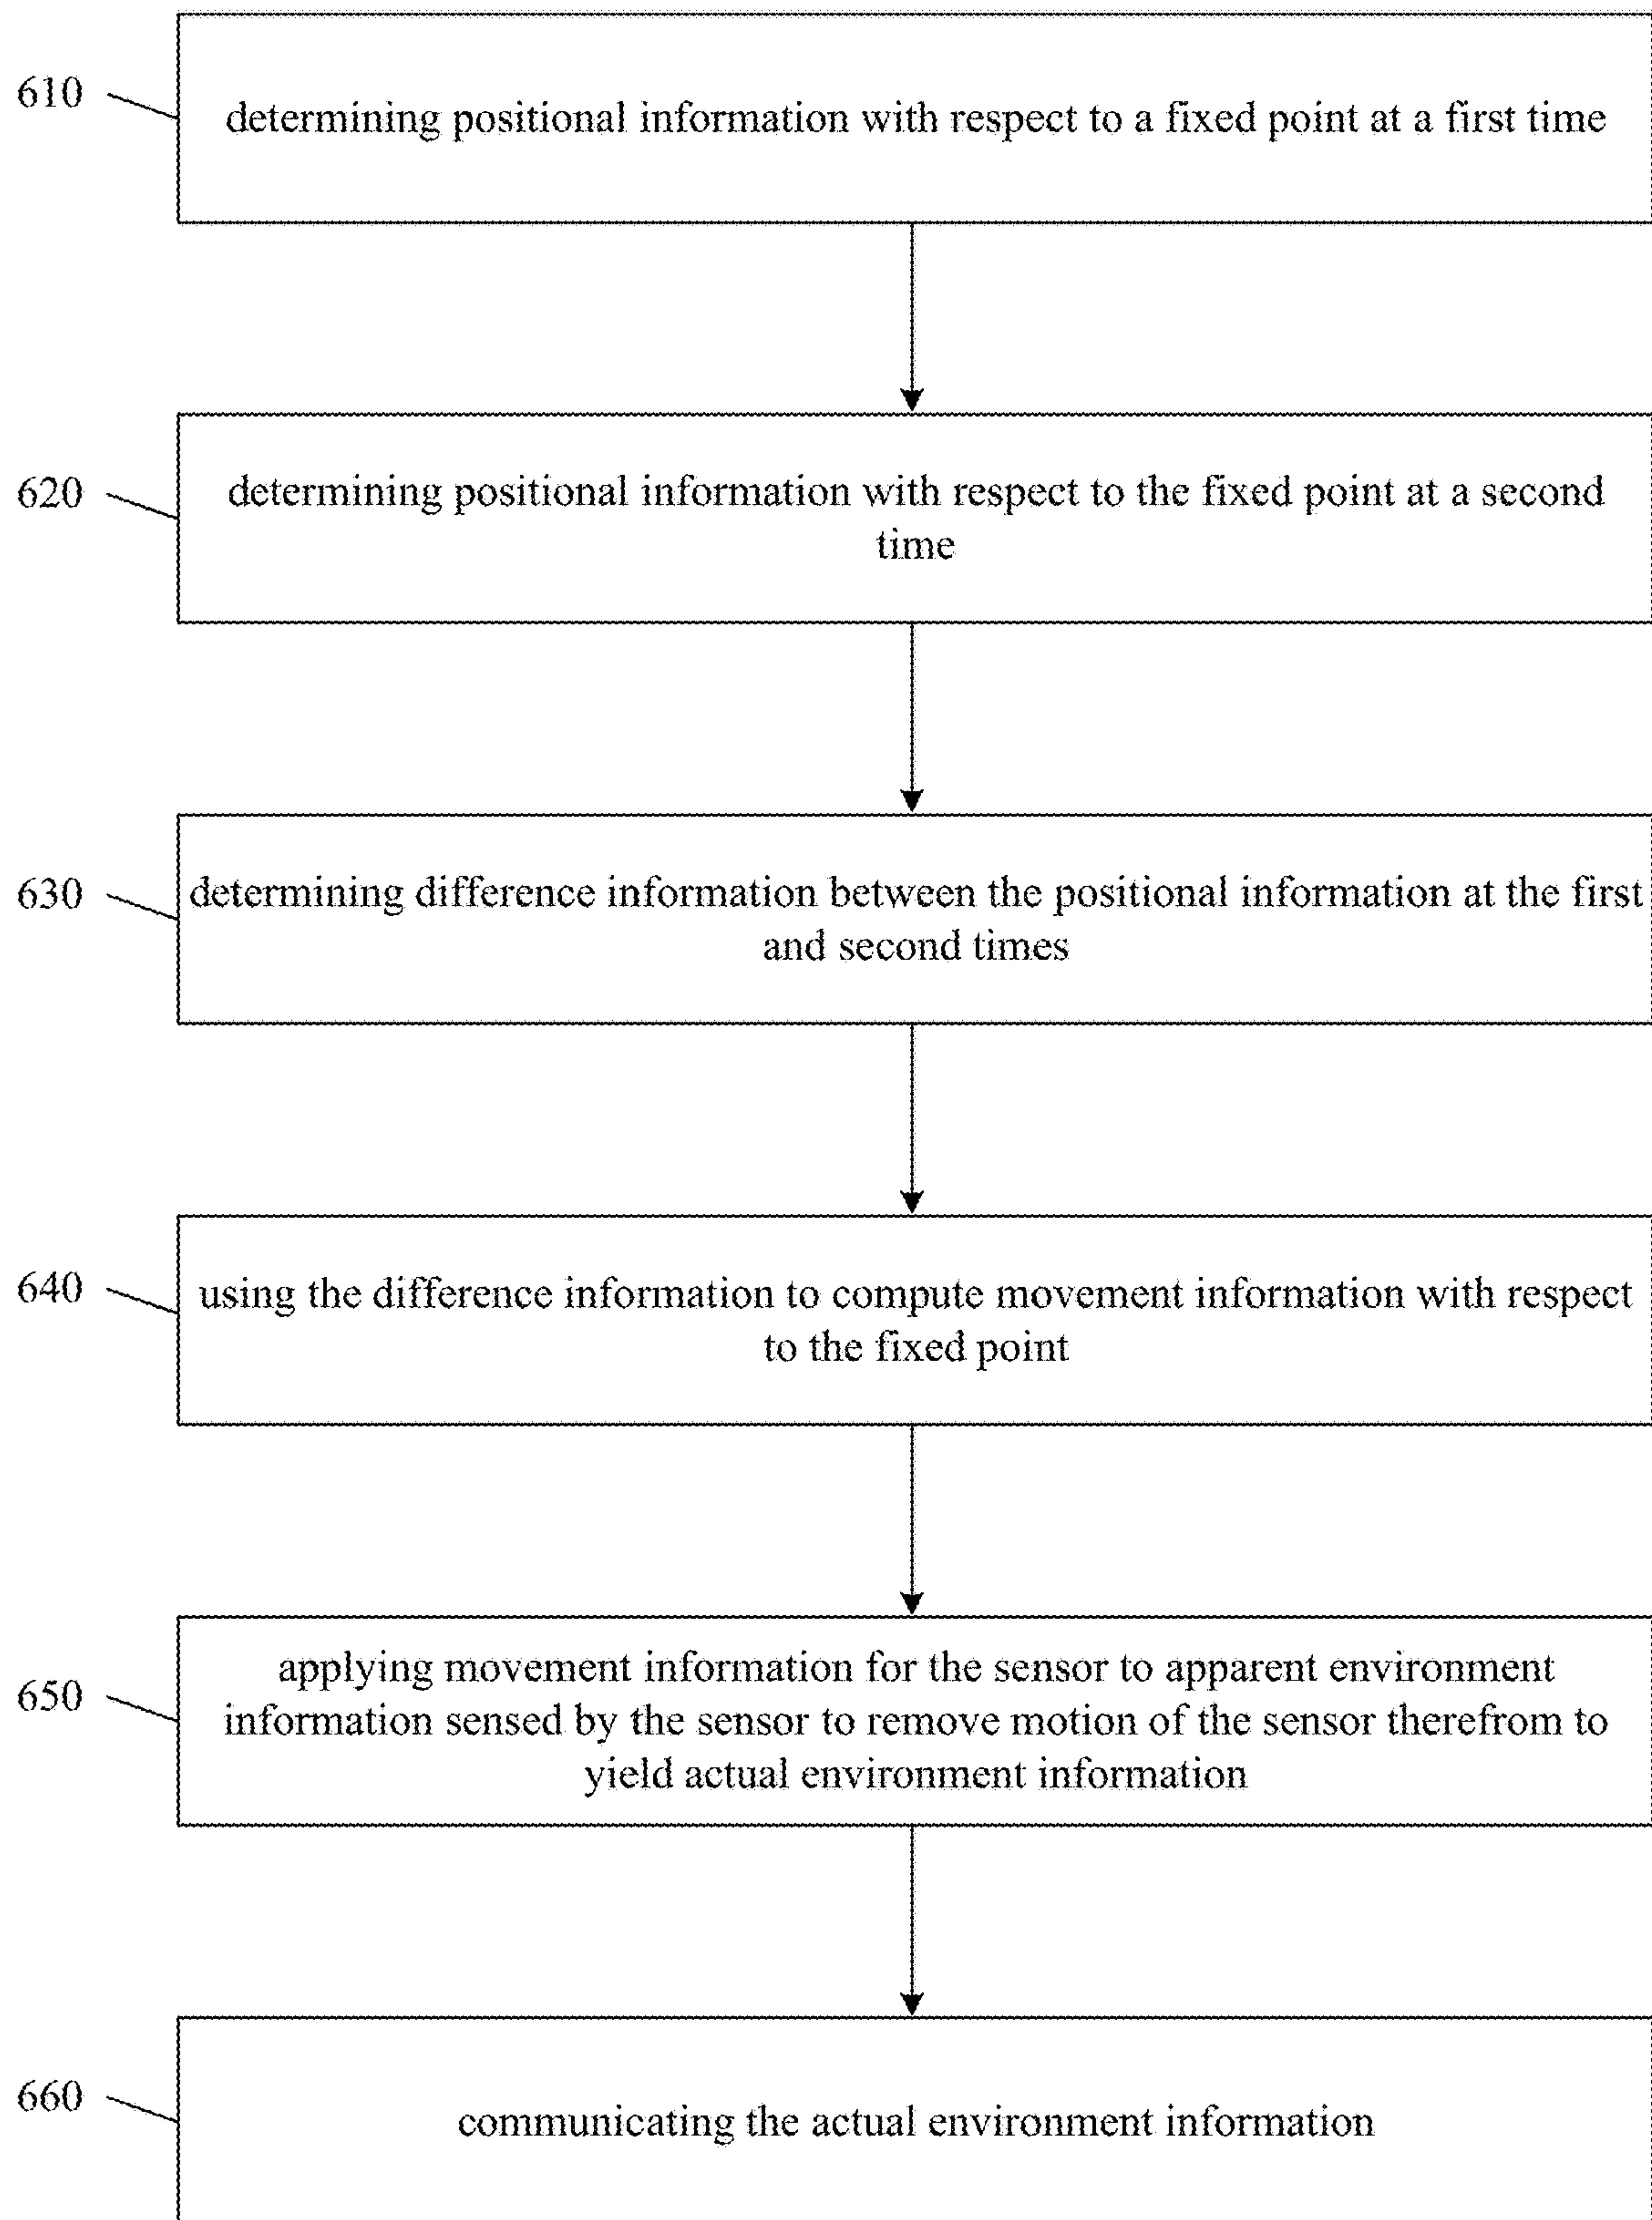 610
determining positional information with respect to a fixed point at a first time
620
determining positional information with respect to the fixed point at a second
time
630
determining difference information between the positional information at the first
and second times
640
using the difference information to compute movement information with respect
to the fixed point
650
applying movement information for the sensor to apparent environment
information sensed by the sensor to remove motion of the sensor therefrom to
yield actual environment information
660
communicating the actual environment information